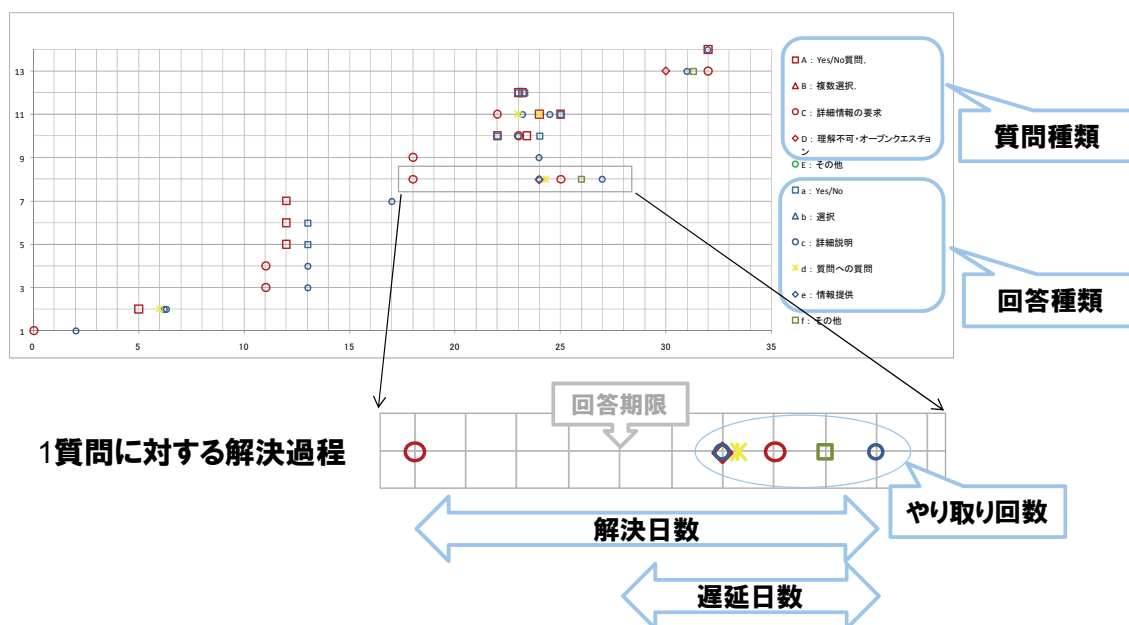 13
11
9
7
5
3
1
0
5
10
15
20
25
30
35
A： Yes/No質問．
B： 複数選択．
C： 詳細情報の要求
D： 理解不可・オープンクエスチョ
ン
E： その他
a： Yes/No
b： 選択
c： 詳細説明
d： 質問への質問
e： 情報提供
f： その他
質問種類
回答種類
回答期限
1質問に対する解決過程
やり取り回数
解決日数
遅延日数